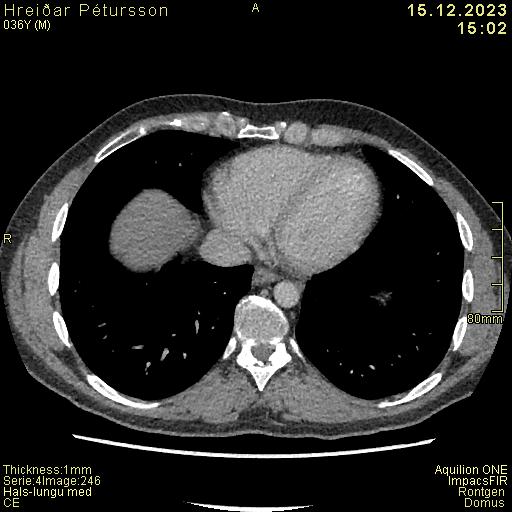 Hreiðar Pétursson
036Y (M)
A
15.12.2023
15:02
R
80mm
Thickness:1mm
Serie:4Image:246
Hals-lungu med
CE
Aquilion ONE
ImpacsFIR
Rontgen
Domus